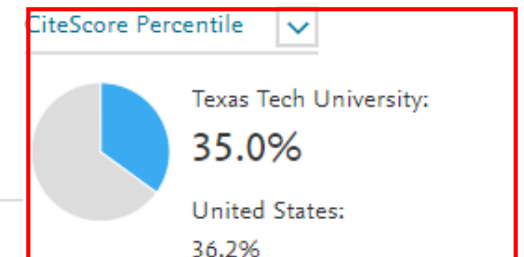 CiteScore Percentile
Texas Tech University:
35.0%
United States:
36.2%